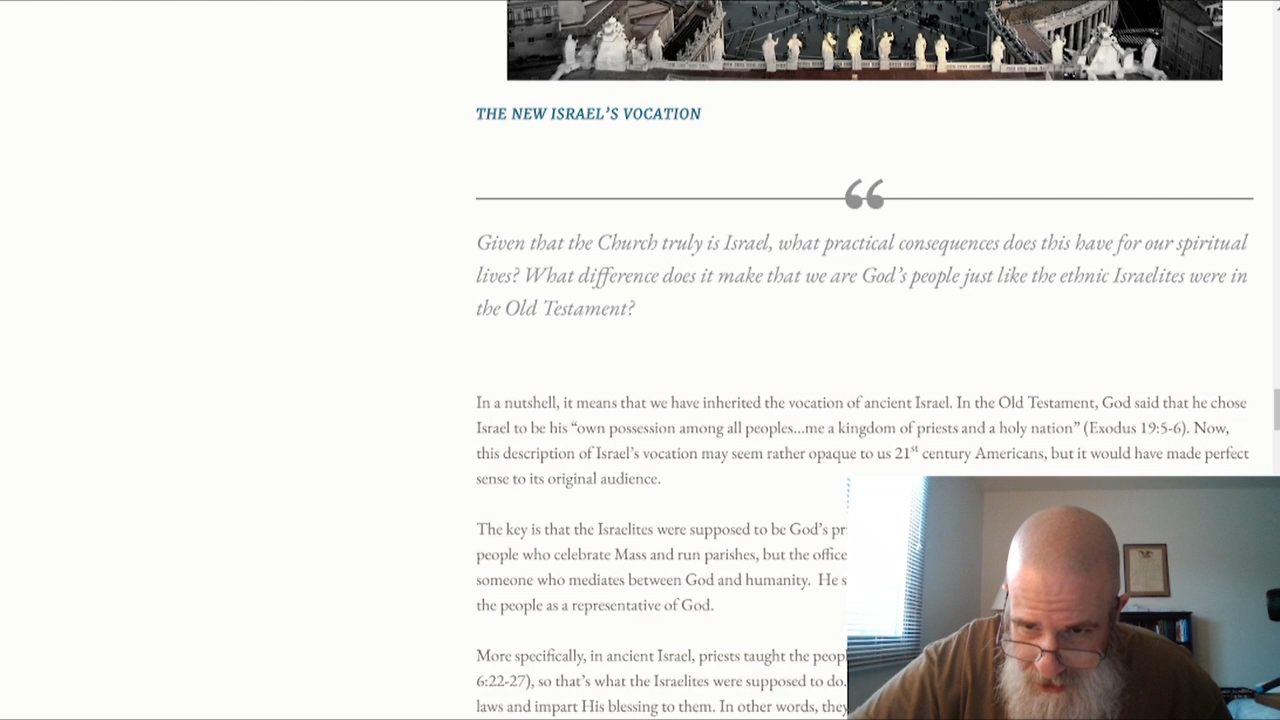 THE NEW ISRAEL’S VOCATION
“
Given that the Church truly is Israel, what practical consequences does this have for our spiritual
lives? What difference does it make that we are God’s people just like the ethnic Israelites were in
the Old Testament?
In a nutshell, it means that we have inherited the vocation of ancient Israel. In the Old Testament, God said that he chose
Israel to be his “own possession among all peoples…me a kingdom of priests and a holy nation” (Exodus 19:5-6). Now,
this description of Israel’s vocation may seem rather opaque to us 21st century Americans, but it would have made perfect
sense to its original audience.
The key is that the Israelites were supposed to be God’s
people who celebrate Mass and run parishes, but the office
someone who mediates between God and humanity. He
the people as a representative of God.
More specifically, in ancient Israel, priests taught the
6:22-27), so that’s what the Israelites were supposed to do.
laws and impart His blessing to them. In other words, they